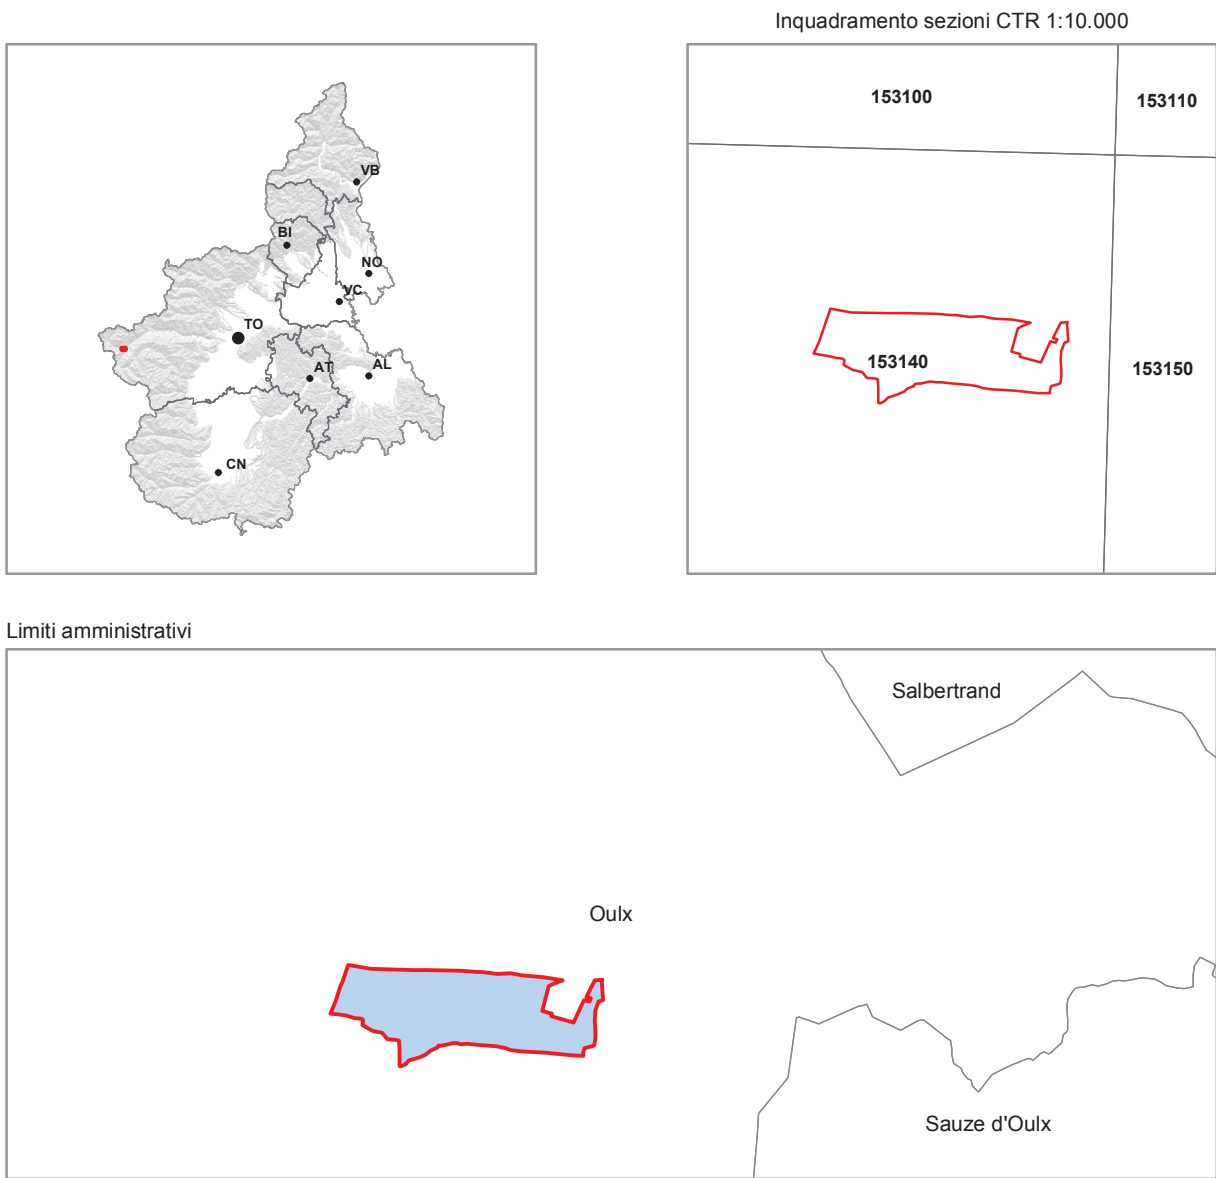 Inquadramento sezioni CTR 1:10.000
VB
BI
NO
VC
TO
AT
AL
CN
153100
153110
153140
153150
Limiti amministrativi
Salbertrand
Oulx
Sauze d'Oulx